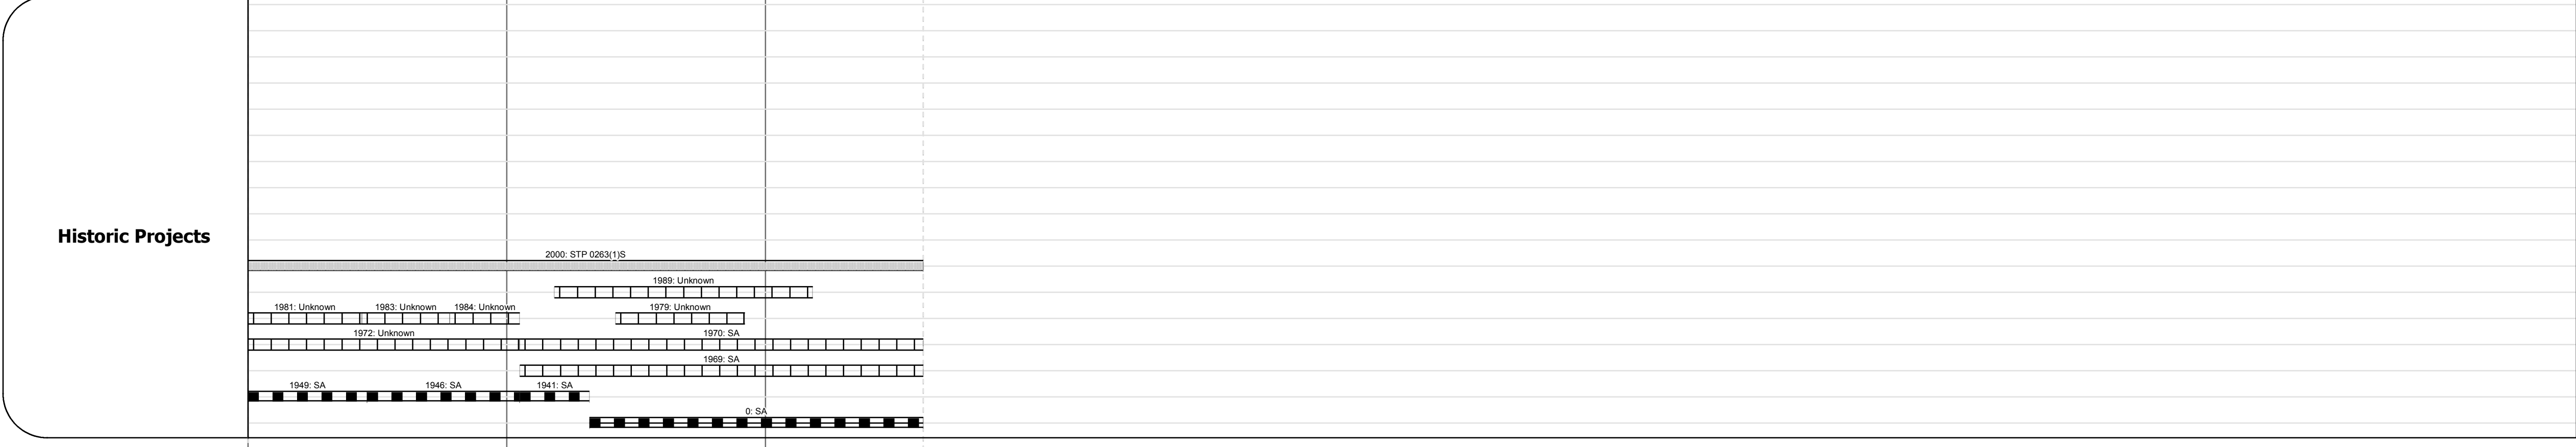 Historic Projects
2000: STP 0263(1)S
1989: Unknown
1981: Unknown 1983: Unknown 1984: Unknown 1979: Unknown
1972: Unknown 1970: SA
1969: SA
1949: SA 1946: SA 1941: SA
0: SA